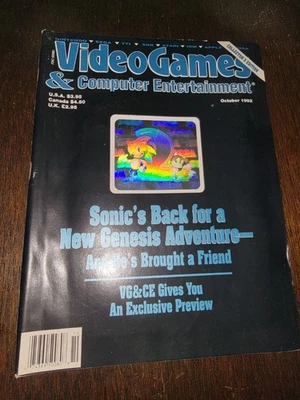 VideoGames
& Computer Entertainment
U.S.A. $3.95
Canada $4.50
U.K. £2.95
October 1992
Sonic's Back for a
New Genesis Adventure—
And He's Brought a Friend
VG&CE Gives You
An Exclusive Preview